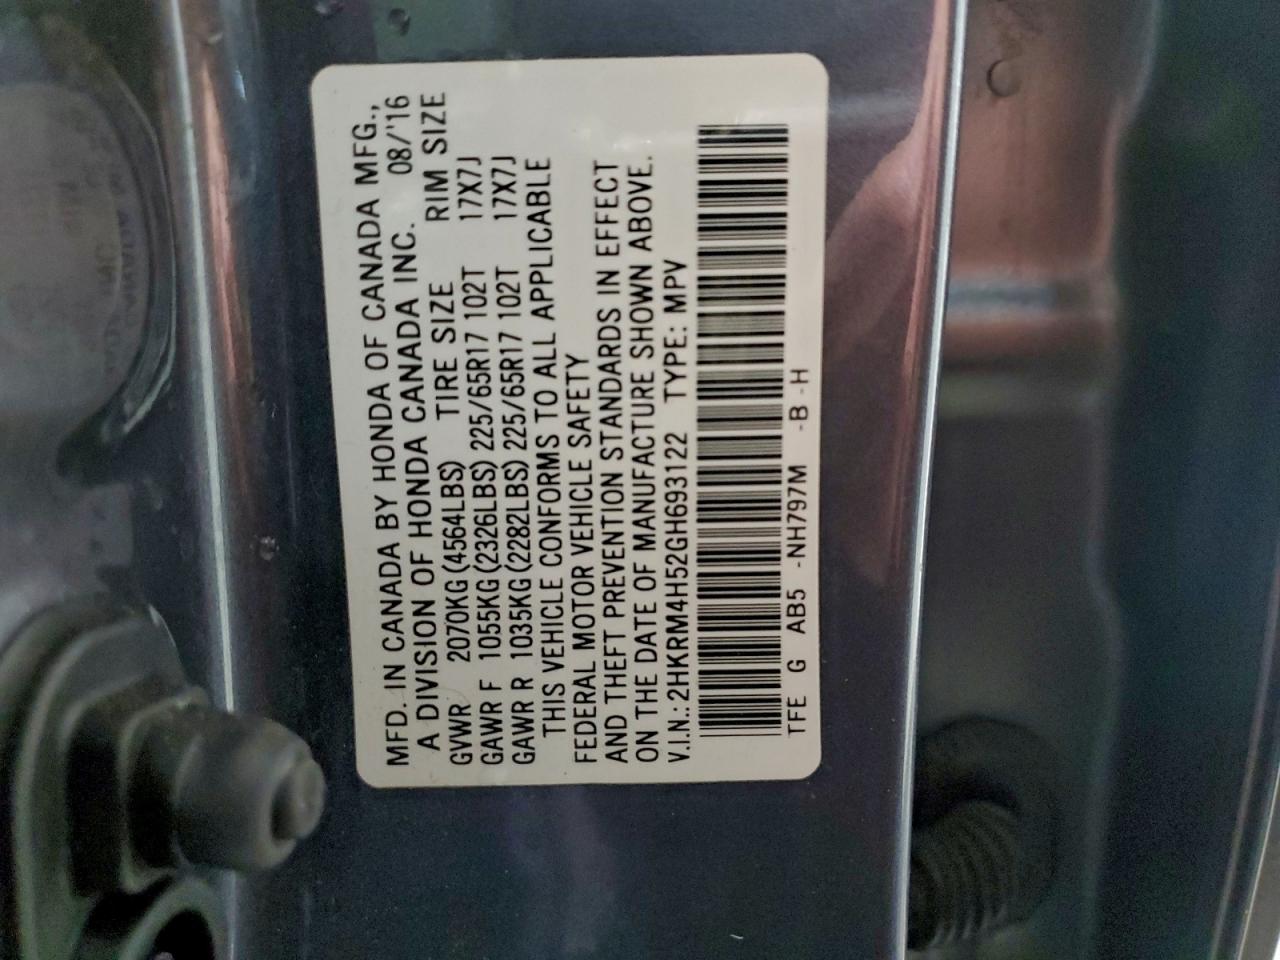 MFD. IN CANADA BY HONDA OF CANADA MFG.,
A DIVISION OF HONDA CANADA INC. 08/'16
GVWR 2070KG(4564LBS) TIRE SIZE RIM SIZE
GAWR F 1055KG(2326LBS) 225/65R17 102T 17X7J
GAWR R 1035KG(2282LBS) 225/65R17 102T 17X7J
THIS VEHICLE CONFORMS TO ALL APPLICABLE
FEDERAL MOTOR VEHICLE SAFETY
AND THEFT PREVENTION STANDARDS IN EFFECT
ON THE DATE OF MANUFACTURE SHOWN ABOVE.
V.I.N.:2HKRM4H52GH693122 TYPE: MPV
TFE G AB5 -NH797M -B -H